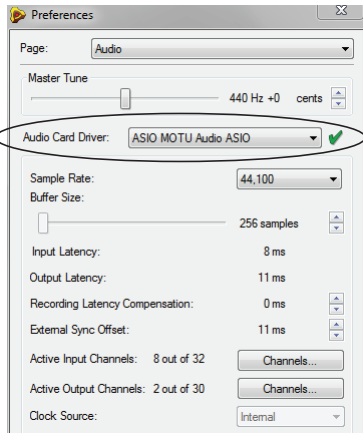 Preferences
Page: Audio
Master Tune
440 Hz +0 cents
Audio Card Driver: ASIO MOTU Audio ASIO
Sample Rate: 44,100
Buffer Size:
256 samples
Input Latency: 8 ms
Output Latency: 11 ms
Recording Latency Compensation: 0 ms
External Sync Offset: 11 ms
Active Input Channels: 8 out of 32 Channels...
Active Output Channels: 2 out of 30 Channels...
Clock Source: Internal